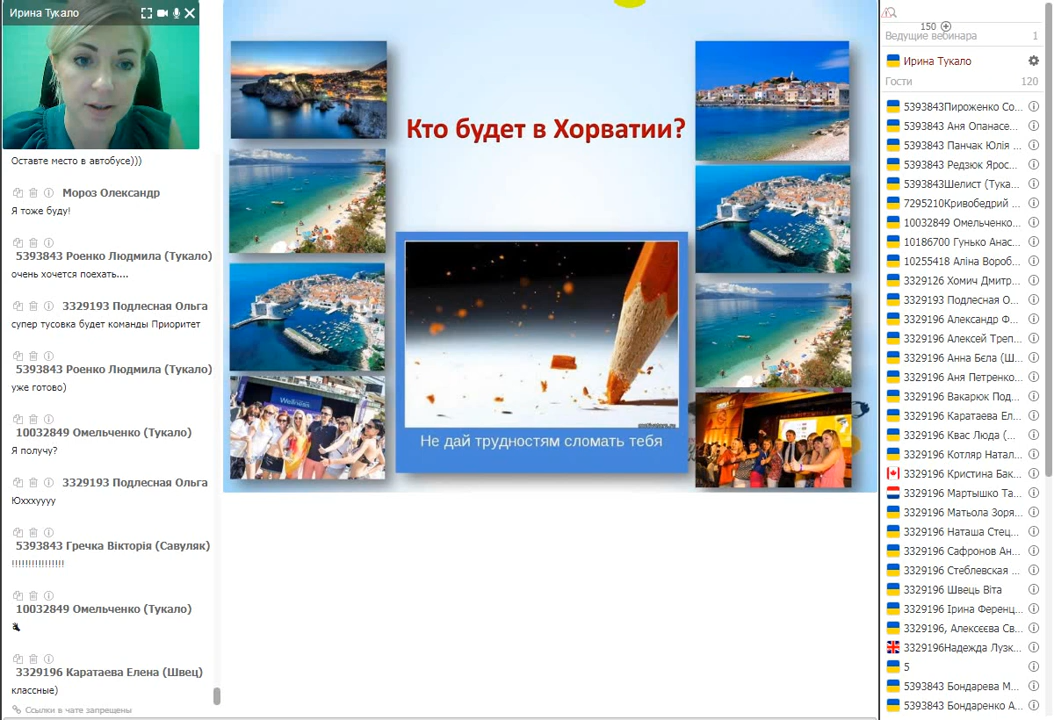 Ирина Тукало
Оставте место в автобусе)))
Мороз Олександр
Я тоже буду!
5393843 Роенко Людмила (Тукало)
очень хочется поехать....
3329193 Подлесная Ольга
супер тусовка будет команды Приоритет
5393843 Роенко Людмила (Тукало)
уже готово)
10032849 Омельченко (Тукало)
Я получу?
3329193 Подлесная Ольга
Юхххуууу
5393843 Гречка Вікторія (Савуляк)
!!!!!!!!!!!!!!!!
10032849 Омельченко (Тукало)
3329196 Каратаева Елена (Швец)
классные)
Ссылки в чате запрещены
Кто будет в Хорватии?
Wellness
Не дай трудностям сломать тебя
150
Ведущие вебинара 1
Ирина Тукало
Гости 120
5393843Пироженко Со...
5393843 Аня Опанасе...
5393843 Панчак Юлія ...
5393843 Редзюк Ярос...
5393843Шелист (Тука...
7295210Кривобедрий ...
10032849 Омельченко...
10186700 Гунько Анас...
10255418 Аліна Вороб...
3329126 Хомич Дмитр...
3329193 Подлесная О...
3329196 Александр Ф...
3329196 Алексей Треп...
3329196 Анна Бєла (Ш...
3329196 Аня Петренко...
3329196 Вакарюк Под...
3329196 Каратаева Ел...
3329196 Квас Люда (...
3329196 Котляр Натал...
3329196 Кристина Бак...
3329196 Мартышко Та...
3329196 Матьола Зоря...
3329196 Наташа Стец...
3329196 Сафронов Ан...
3329196 Стеблевская ...
3329196 Швець Віта
3329196 Ірина Ференц...
3329196, Алексєєва Св...
3329196Надежда Лузк...
5
5393843 Бондарева М...
5393843 Бондаренко А...